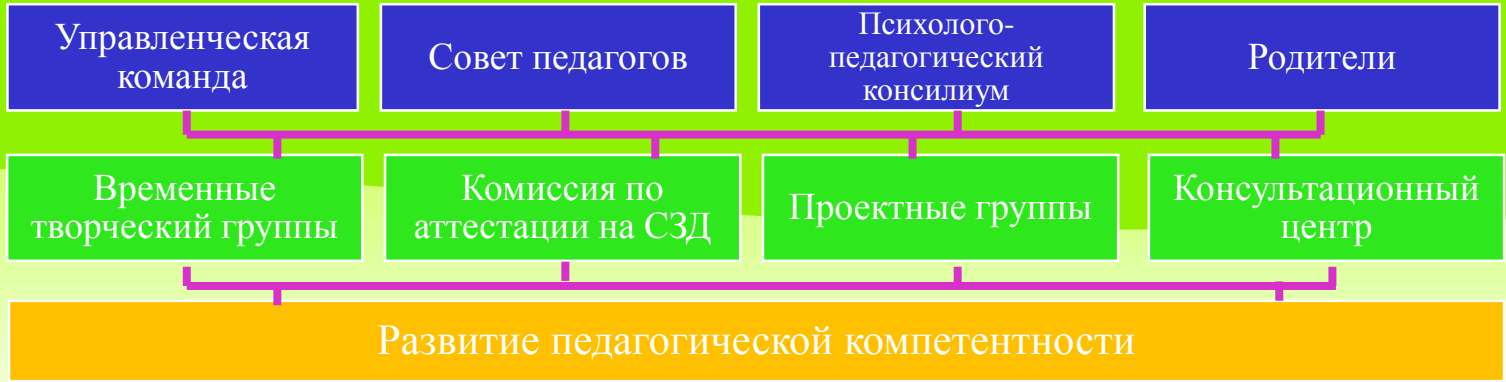 Управленческая
команда
Совет педагогов
Психолого-
педагогический
консилиум
Родители
Временные
творческий группы
Комиссия по
аттестации на СЗД
Проектные группы
Консультационный
центр
Развитие педагогической компетентности